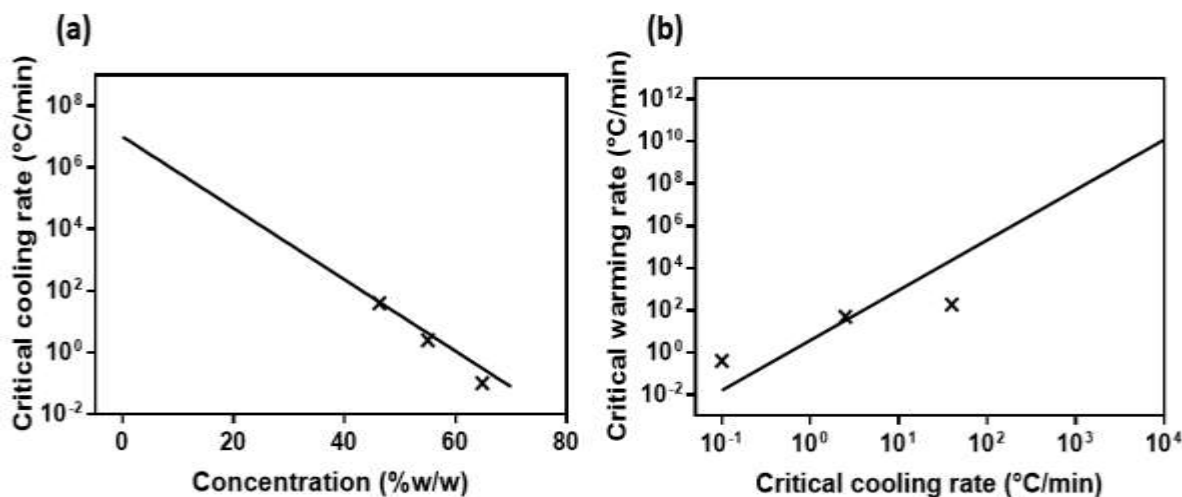 (a)
Critical cooling rate (°C/min)
10⁸
10⁶
10⁴
10²
10⁰
10⁻²
0 20 40 60 80
Concentration (%w/w)
(b)
Critical warming rate (°C/min)
10¹²
10¹⁰
10⁸
10⁶
10⁴
10²
10⁰
10⁻²
10⁻¹ 10⁰ 10¹ 10² 10³ 10⁴
Critical cooling rate (°C/min)